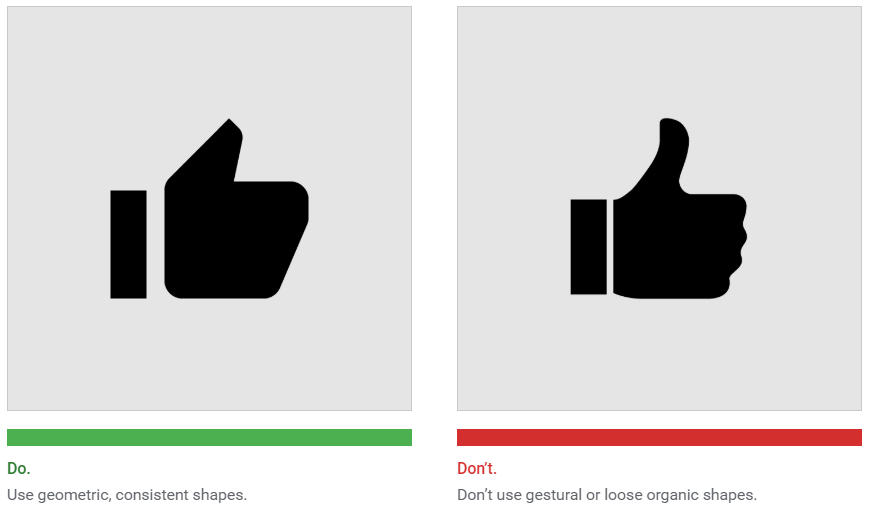 Do.
Use geometric, consistent shapes.
Don’t.
Don’t use gestural or loose organic shapes.